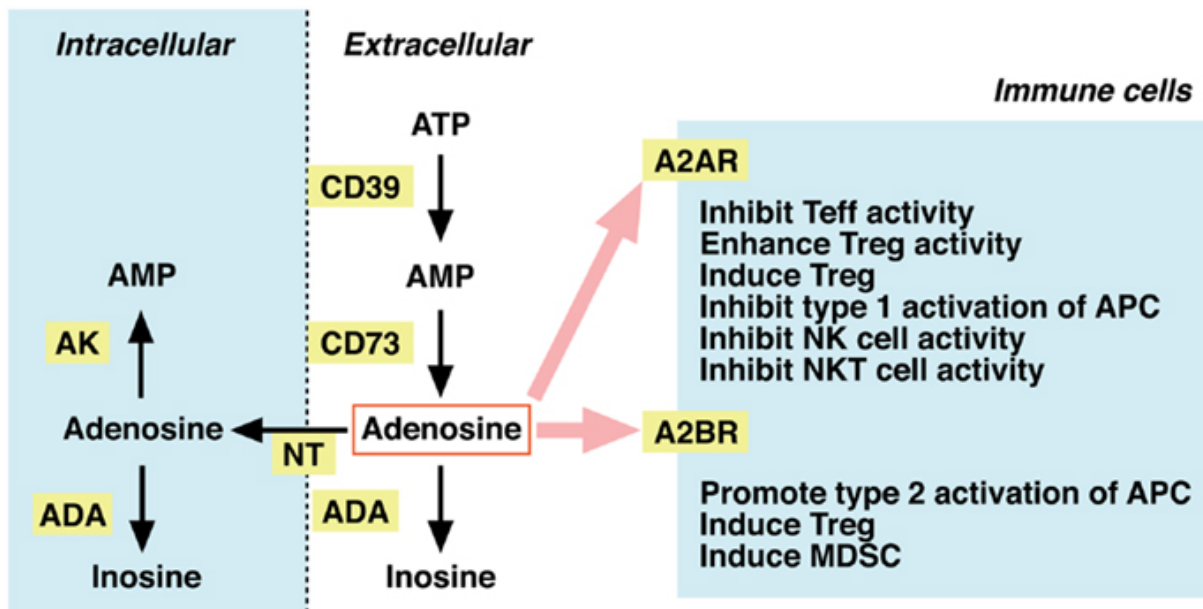 Intracellular
Extracellular
Immune cells
ATP
CD39
AMP
CD73
Adenosine
NT
ADA
Inosine
AMP
AK
Adenosine
ADA
Inosine
A2AR
Inhibit Teff activity
Enhance Treg activity
Induce Treg
Inhibit type 1 activation of APC
Inhibit NK cell activity
Inhibit NKT cell activity
A2BR
Promote type 2 activation of APC
Induce Treg
Induce MDSC